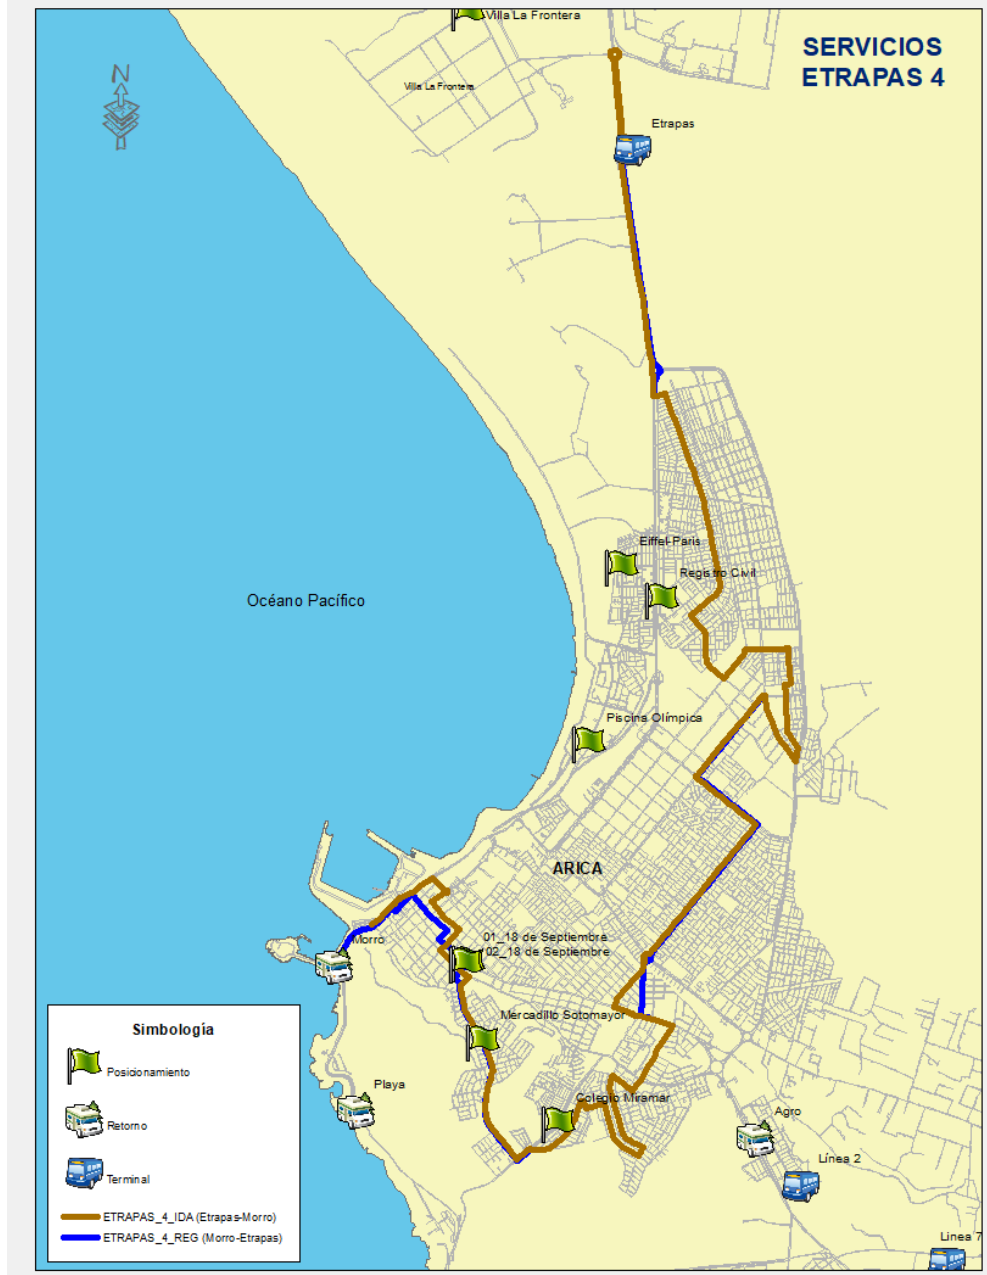 Villa La Frontera
SERVICIOS
ETRAPAS 4
N
Villa La Frontera
Etrapas
Eiffel-Paris
Registro Civil
Océano Pacífico
Piscina Olímpica
ARICA
01_18 de Septiembre
02_18 de Septiembre
Morro
Mercadillo Sotomayor
Simbología
Posicionamiento
Retorno
Terminal
ETRAPAS_4_IDA (Etrapas-Morro)
ETRAPAS_4_REG (Morro-Etrapas)
Playa
Colegio Miramar
Agro
Línea 2
Linea 7